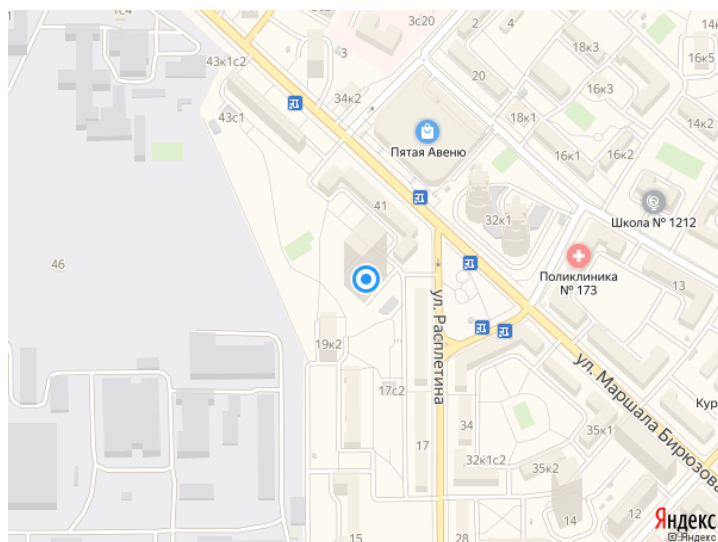 1с4
3с20
2
14к
18к3
43к1с2
3
20
16к5
16к3
34к2
43с1
18к1
14к2
Пятая Авеню
16к1
16к2
41
32к1
Школа № 1212
46
Поликлиника
№ 173
13
ул. Расплетина
19к2
ул. Маршала Бирюзова
17с2
Кур
34
35к1
17
32к1с2
35к2
15
28
14
12
Яндекс
© Яндекс